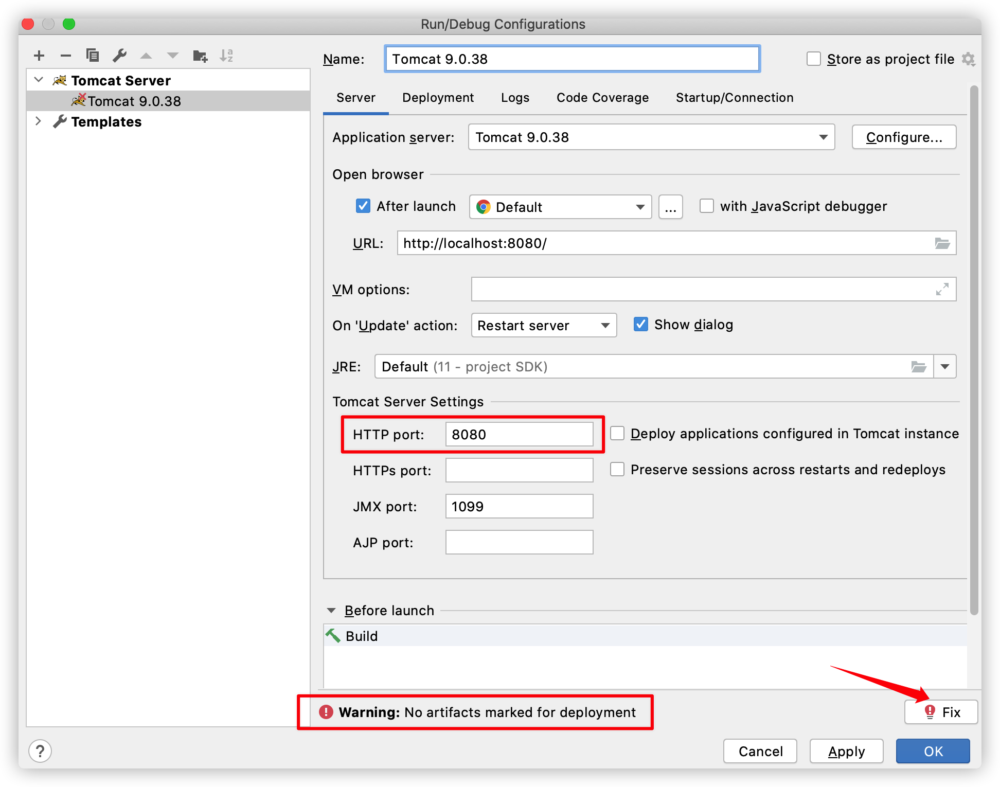 Run/Debug Configurations
Name: Tomcat 9.0.38 Store as project file
Tomcat Server
Tomcat 9.0.38
Templates
Server Deployment Logs Code Coverage Startup/Connection
Application server: Tomcat 9.0.38 Configure...
Open browser
After launch Default ... with JavaScript debugger
URL: http://localhost:8080/
VM options:
On 'Update' action: Restart server Show dialog
JRE: Default (11 - project SDK)
Tomcat Server Settings
HTTP port: 8080 Deploy applications configured in Tomcat instance
HTTPs port: Preserve sessions across restarts and redeploys
JMX port: 1099
AJP port:
Before launch
Build
Warning: No artifacts marked for deployment Fix
? Cancel Apply OK